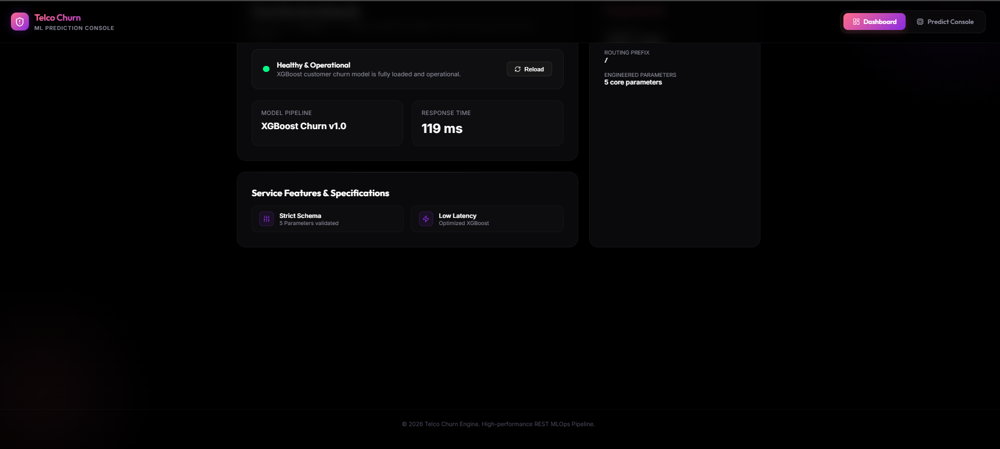 Telco Churn
ML PREDICTION CONSOLE
Dashboard
Predict Console
Healthy & Operational
XGBoost customer churn model is fully loaded and operational.
Reload
MODEL PIPELINE
XGBoost Churn v1.0
RESPONSE TIME
119 ms
ROUTING PREFIX
/
ENGINEERED PARAMETERS
5 core parameters
Service Features & Specifications
Strict Schema
5 Parameters validated
Low Latency
Optimized XGBoost
© 2026 Telco Churn Engine. High-performance REST MLOps Pipeline.